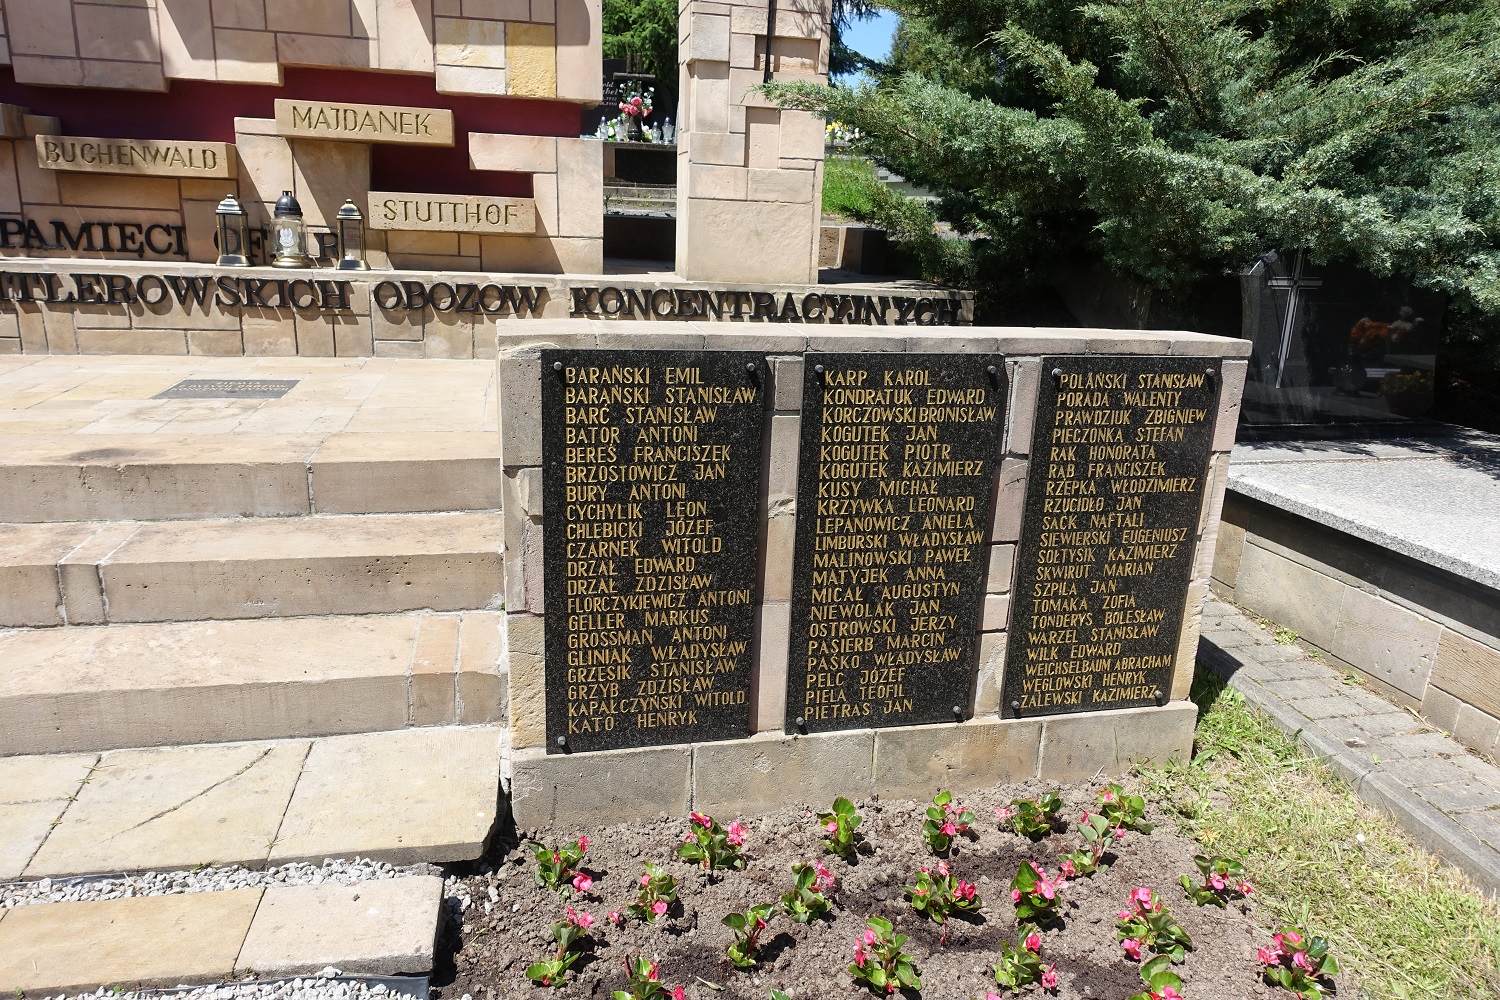 MAJDANEK
BUCHENWALD
STUTTHOF
PAMIĘCI OFIAR
HITLEROWSKICH OBOZÓW KONCENTRACYJNYCH
BARAŃSKI EMIL
BARAŃSKI STANISŁAW
BARĆ STANISŁAW
BATOR ANTONI
BEREŚ FRANCISZEK
BRZOSTOWICZ JAN
BURY ANTONI
CYCHYLIK LEON
CHLEBICKI JÓZEF
CZARNEK WITOLD
DRZAŁ EDWARD
DRZAŁ ZDZISŁAW
FLORCZYKIEWICZ ANTONI
GELLER MARKUS
GROSSMAN ANTONI
GLINIAK WŁADYSŁAW
GRZESIK STANISŁAW
GRZYB ZDZISŁAW
KAPAŁCZYŃSKI WITOLD
KATO HENRYK
KARP KAROL
KONDRATUK EDWARD
KORCZOWSKI BRONISŁAW
KOGUTEK JAN
KOGUTEK PIOTR
KOGUTEK KAZIMIERZ
KUSY MICHAŁ
KRZYWKA LEONARD
LEPANOWICZ ANIELA
LIMBURSKI WŁADYSŁAW
MALINOWSKI PAWEŁ
MATYJEK ANNA
MICAŁ AUGUSTYN
NIEWOLAK JAN
OSTROWSKI JERZY
PASIERB MARCIN
PAŚKO WŁADYSŁAW
PELC JÓZEF
PIELA TEOFIL
PIETRAS JAN
POLAŃSKI STANISŁAW
PORADA WALENTY
PRAWDZIUK ZBIGNIEW
PIECZONKA STEFAN
RAK HONORATA
RĄB FRANCISZEK
RZEPKA WŁODZIMIERZ
RZUCIDŁO JAN
SACK NAFTALI
SIEWIERSKI EUGENIUSZ
SOŁTYSIK KAZIMIERZ
SKWIRUT MARIAN
SZPILA JAN
TOMAKA ZOFIA
TONDERYS BOLESŁAW
WARZEL STANISŁAW
WILK EDWARD
WEICHSELBAUM ABRACHAM
WĘGLOWSKI HENRYK
ZALEWSKI KAZIMIERZ